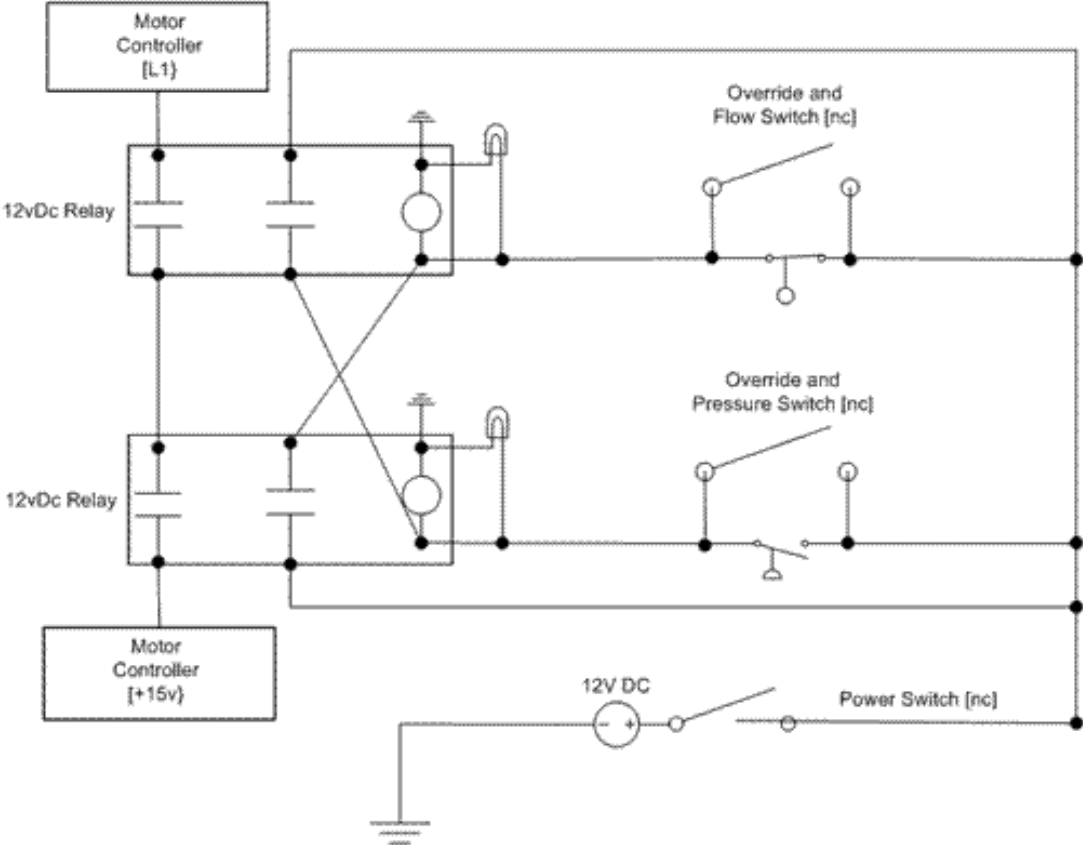 Motor
Controller
[L1}
Override and
Flow Switch [nc]
12vDc Relay
Override and
Pressure Switch [nc]
12vDc Relay
Motor
Controller
[+15v}
12V DC
Power Switch [nc]
- +